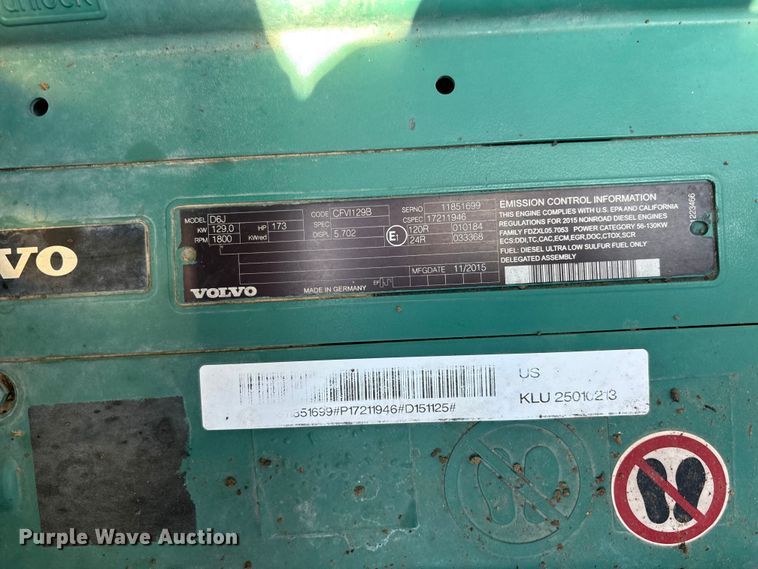 VOLVO
MODEL D6J CODE CFVI129B SERNO 11851699
KW 129.0 HP 173 SPEC CSPEC 17211946
RPM 1800 KWred DISPL 5.702 E1 120R 010184
24R 033368
MFGDATE 11/2015
VOLVO MADE IN GERMANY
EMISSION CONTROL INFORMATION
THIS ENGINE COMPLIES WITH U.S. EPA AND CALIFORNIA
REGULATIONS FOR 2015 NONROAD DIESEL ENGINES
FAMILY FDZXL05.7053 POWER CATEGORY 56-130KW
ECS:DDI,TC,CAC,ECM,EGR,DOC,CTOX,SCR
FUEL: DIESEL ULTRA LOW SULFUR FUEL ONLY
DELEGATED ASSEMBLY
21223466
US
851699#P17211946#D151125#
KLU 25010213
Purple Wave Auction